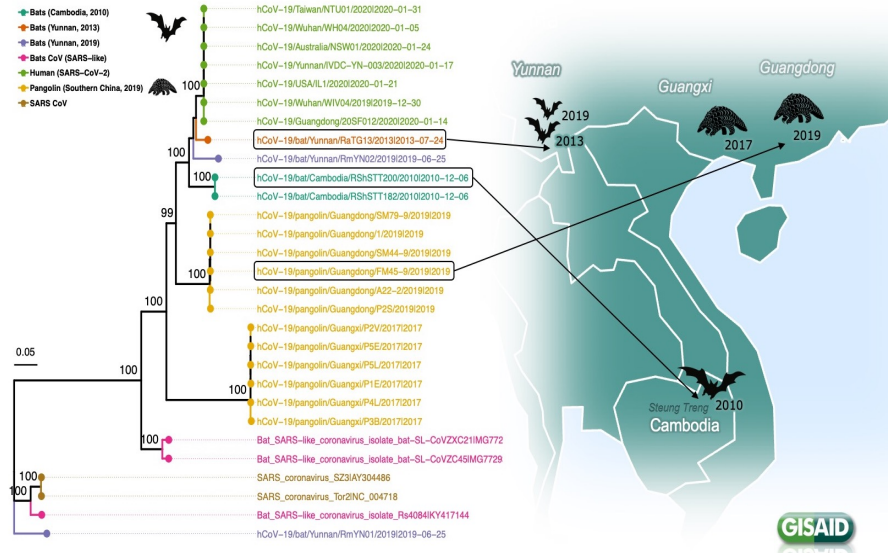 Bats (Cambodia, 2010)
Bats (Yunnan, 2013)
Bats (Yunnan, 2019)
Bats CoV (SARS-like)
Human (SARS-CoV-2)
Pangolin (Southern China, 2019)
SARS CoV
hCoV-19/Taiwan/NTU01/2020|2020-01-31
hCoV-19/Wuhan/WH04/2020|2020-01-05
hCoV-19/Australia/NSW01/2020|2020-01-24
hCoV-19/Yunnan/IVDC-YN-003/2020|2020-01-17
hCoV-19/USA/IL1/2020|2020-01-21
hCoV-19/Wuhan/WIV04/2019|2019-12-30
hCoV-19/Guangdong/20SF012/2020|2020-01-14
hCoV-19/bat/Yunnan/RaTG13/2013|2013-07-24
hCoV-19/bat/Yunnan/RmYN02/2019|2019-06-25
hCoV-19/bat/Cambodia/RShSTT200/2010|2010-12-06
hCoV-19/bat/Cambodia/RShSTT182/2010|2010-12-06
hCoV-19/pangolin/Guangdong/SM79-9/2019|2019
hCoV-19/pangolin/Guangdong/1/2019|2019
hCoV-19/pangolin/Guangdong/SM44-9/2019|2019
hCoV-19/pangolin/Guangdong/FM45-9/2019|2019
hCoV-19/pangolin/Guangdong/A22-2/2019|2019
hCoV-19/pangolin/Guangdong/P2S/2019|2019
hCoV-19/pangolin/Guangxi/P2V/2017|2017
hCoV-19/pangolin/Guangxi/P5E/2017|2017
hCoV-19/pangolin/Guangxi/P5L/2017|2017
hCoV-19/pangolin/Guangxi/P1E/2017|2017
hCoV-19/pangolin/Guangxi/P4L/2017|2017
hCoV-19/pangolin/Guangxi/P3B/2017|2017
Bat_SARS-like_coronavirus_isolate_bat-SL-CoVZXC21|MG772
Bat_SARS-like_coronavirus_isolate_bat-SL-CoVZC45|MG7729
SARS_coronavirus_SZ3|AY304486
SARS_coronavirus_Tor2|NC_004718
Bat_SARS-like_coronavirus_isolate_Rs4084|KY417144
hCoV-19/bat/Yunnan/RmYN01/2019|2019-06-25
100
100
100
99
100
100
100
100
100
100
100
0.05
Yunnan
Guangxi
Guangdong
2019
2013
2017
2019
Steung Treng
2010
Cambodia
GISAID